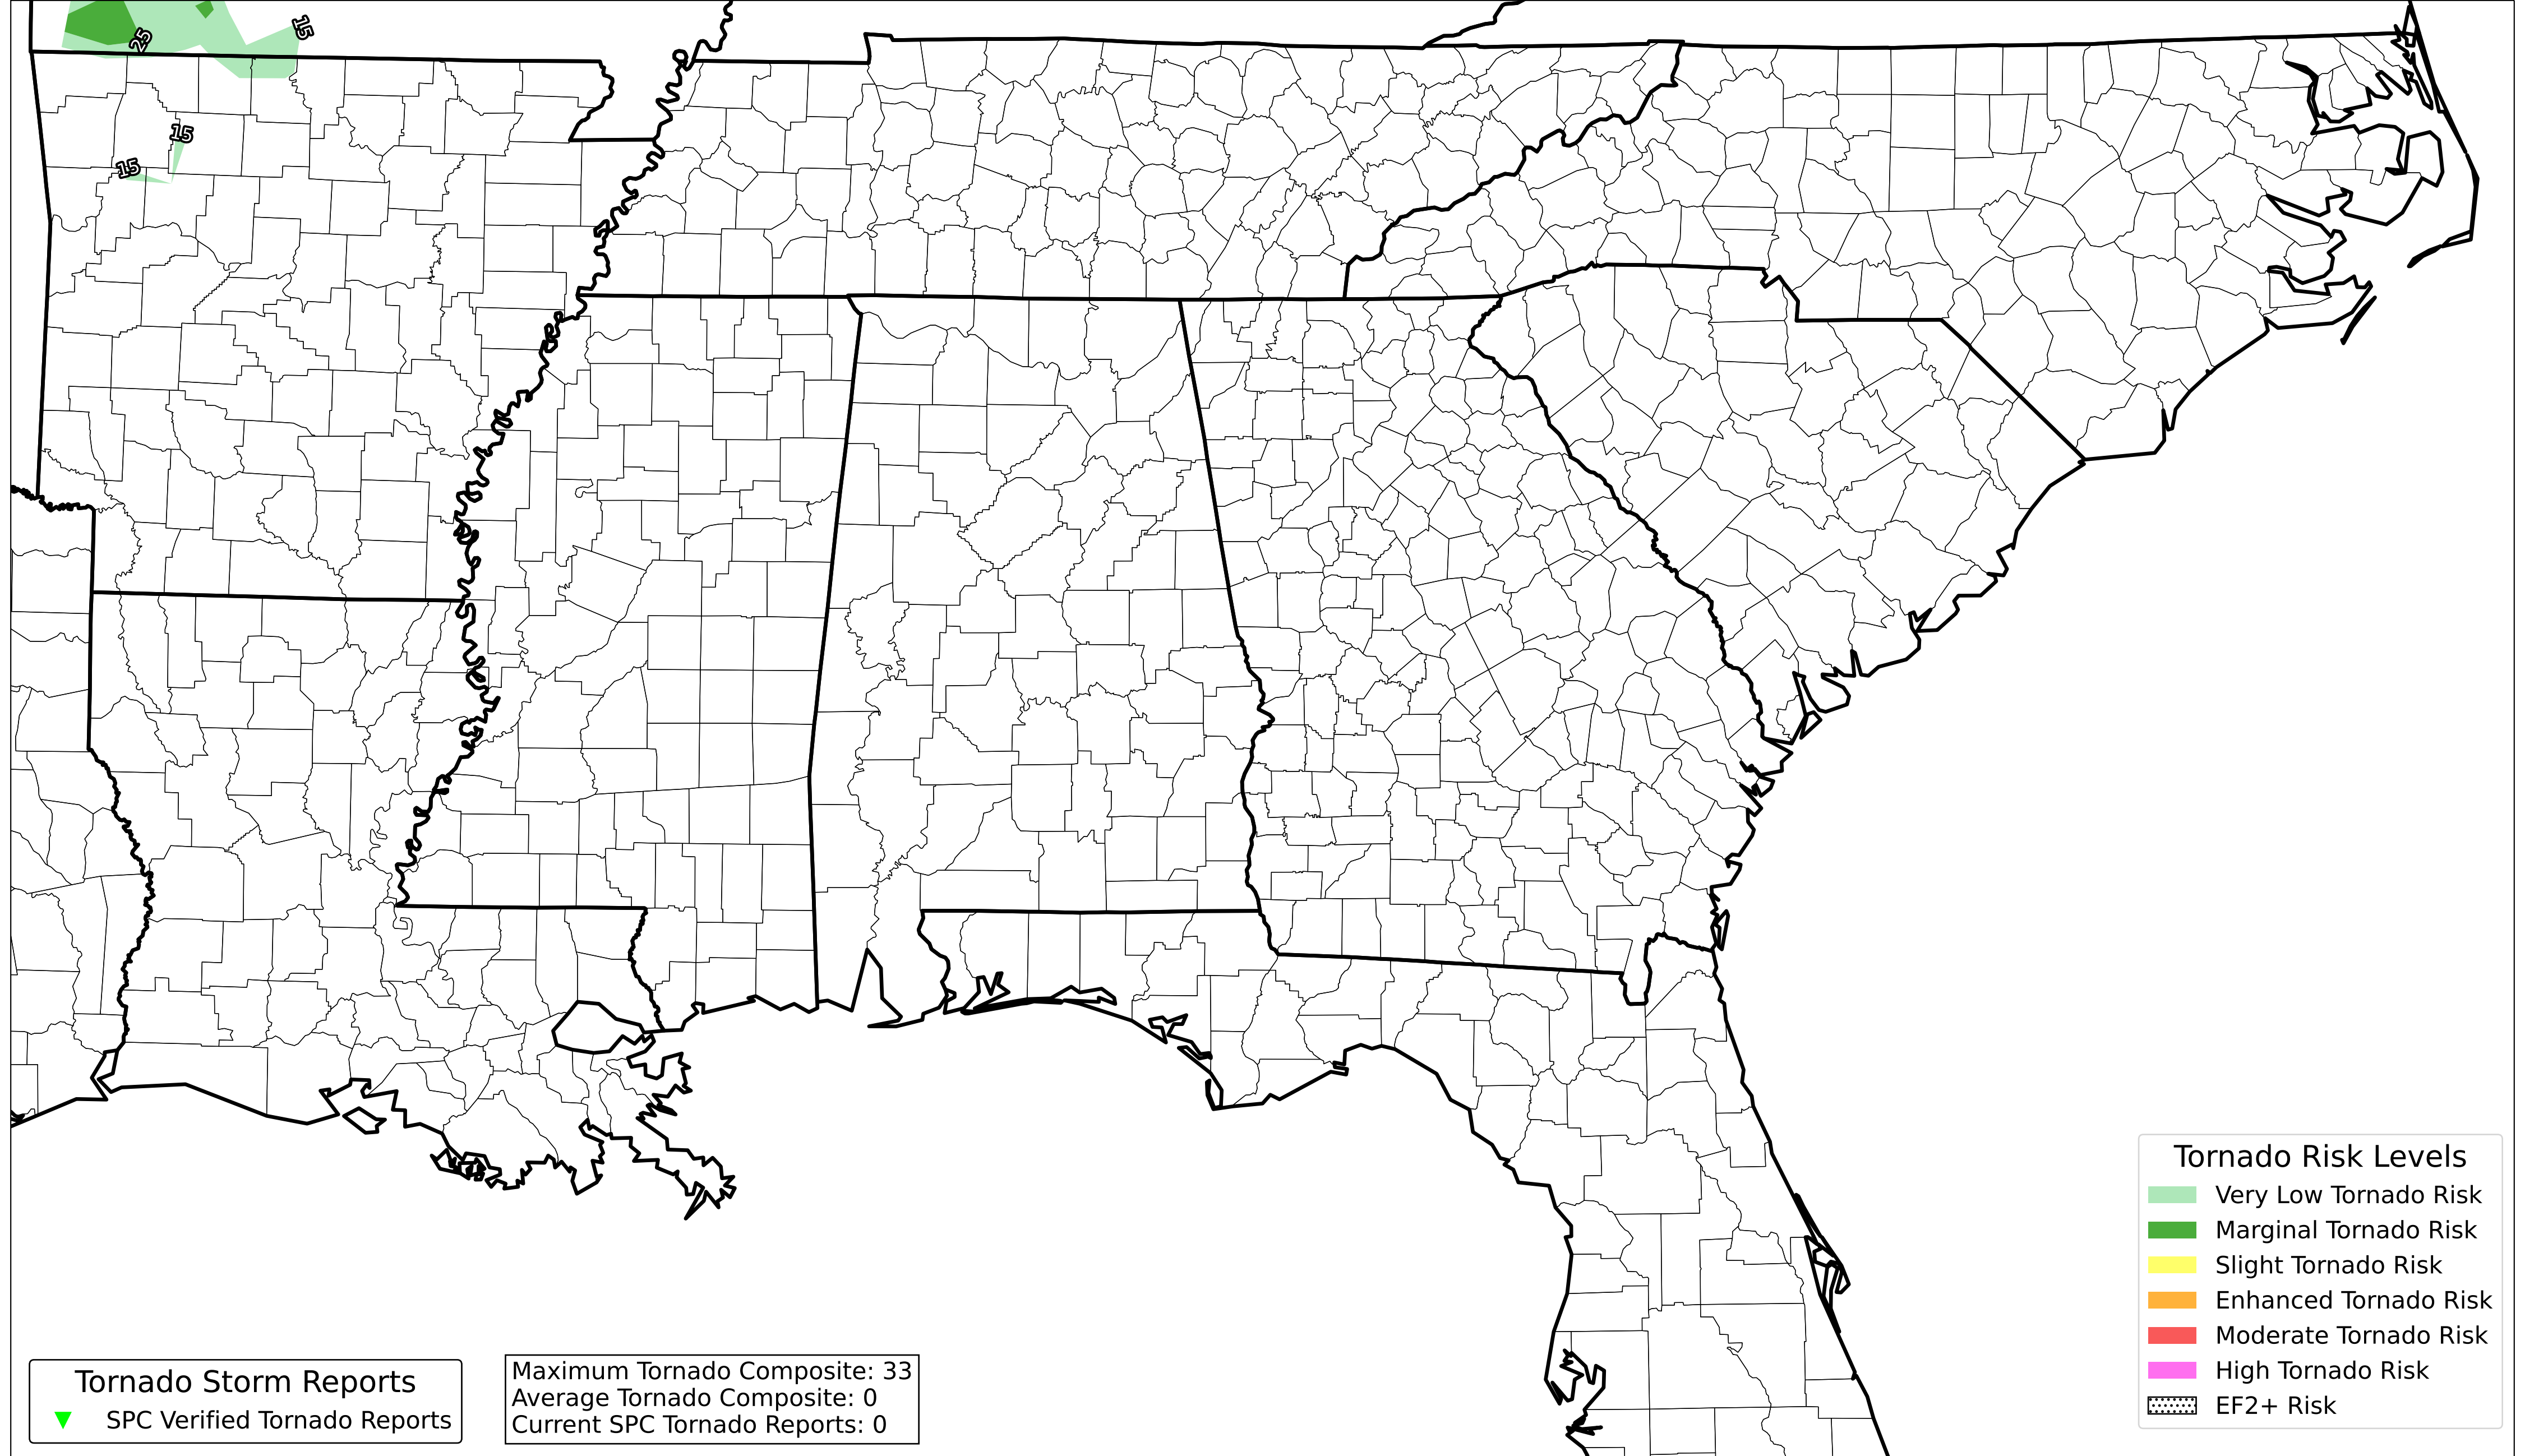 15
25
15
15
Tornado Risk Levels
Very Low Tornado Risk
Marginal Tornado Risk
Slight Tornado Risk
Enhanced Tornado Risk
Moderate Tornado Risk
High Tornado Risk
EF2+ Risk
Tornado Storm Reports
SPC Verified Tornado Reports
Maximum Tornado Composite: 33
Average Tornado Composite: 0
Current SPC Tornado Reports: 0